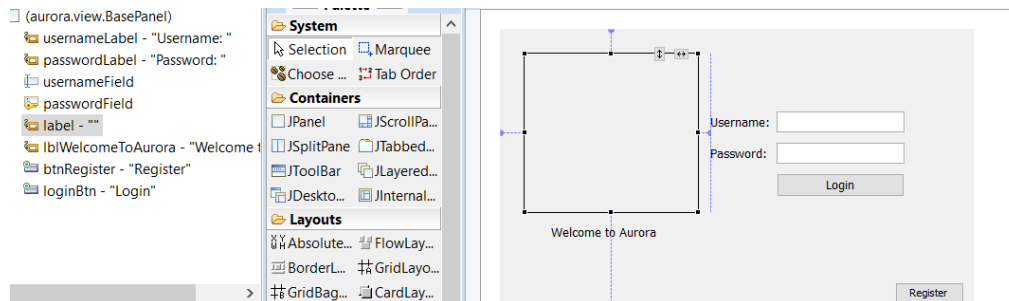 (aurora.view.BasePanel)
usernameLabel - "Username: "
passwordLabel - "Password: "
usernameField
passwordField
label - ""
lblWelcomeToAurora - "Welcome t
btnRegister - "Register"
loginBtn - "Login"
System
Selection Marquee
Choose ... Tab Order
Containers
JPanel JScrollPa...
JSplitPane JTabbed...
JToolBar JLayered...
JDeskto... JInternal...
Layouts
Absolute... FlowLay...
BorderL... GridLayo...
GridBag... CardLay...
Username:
Password:
Login
Welcome to Aurora
Register